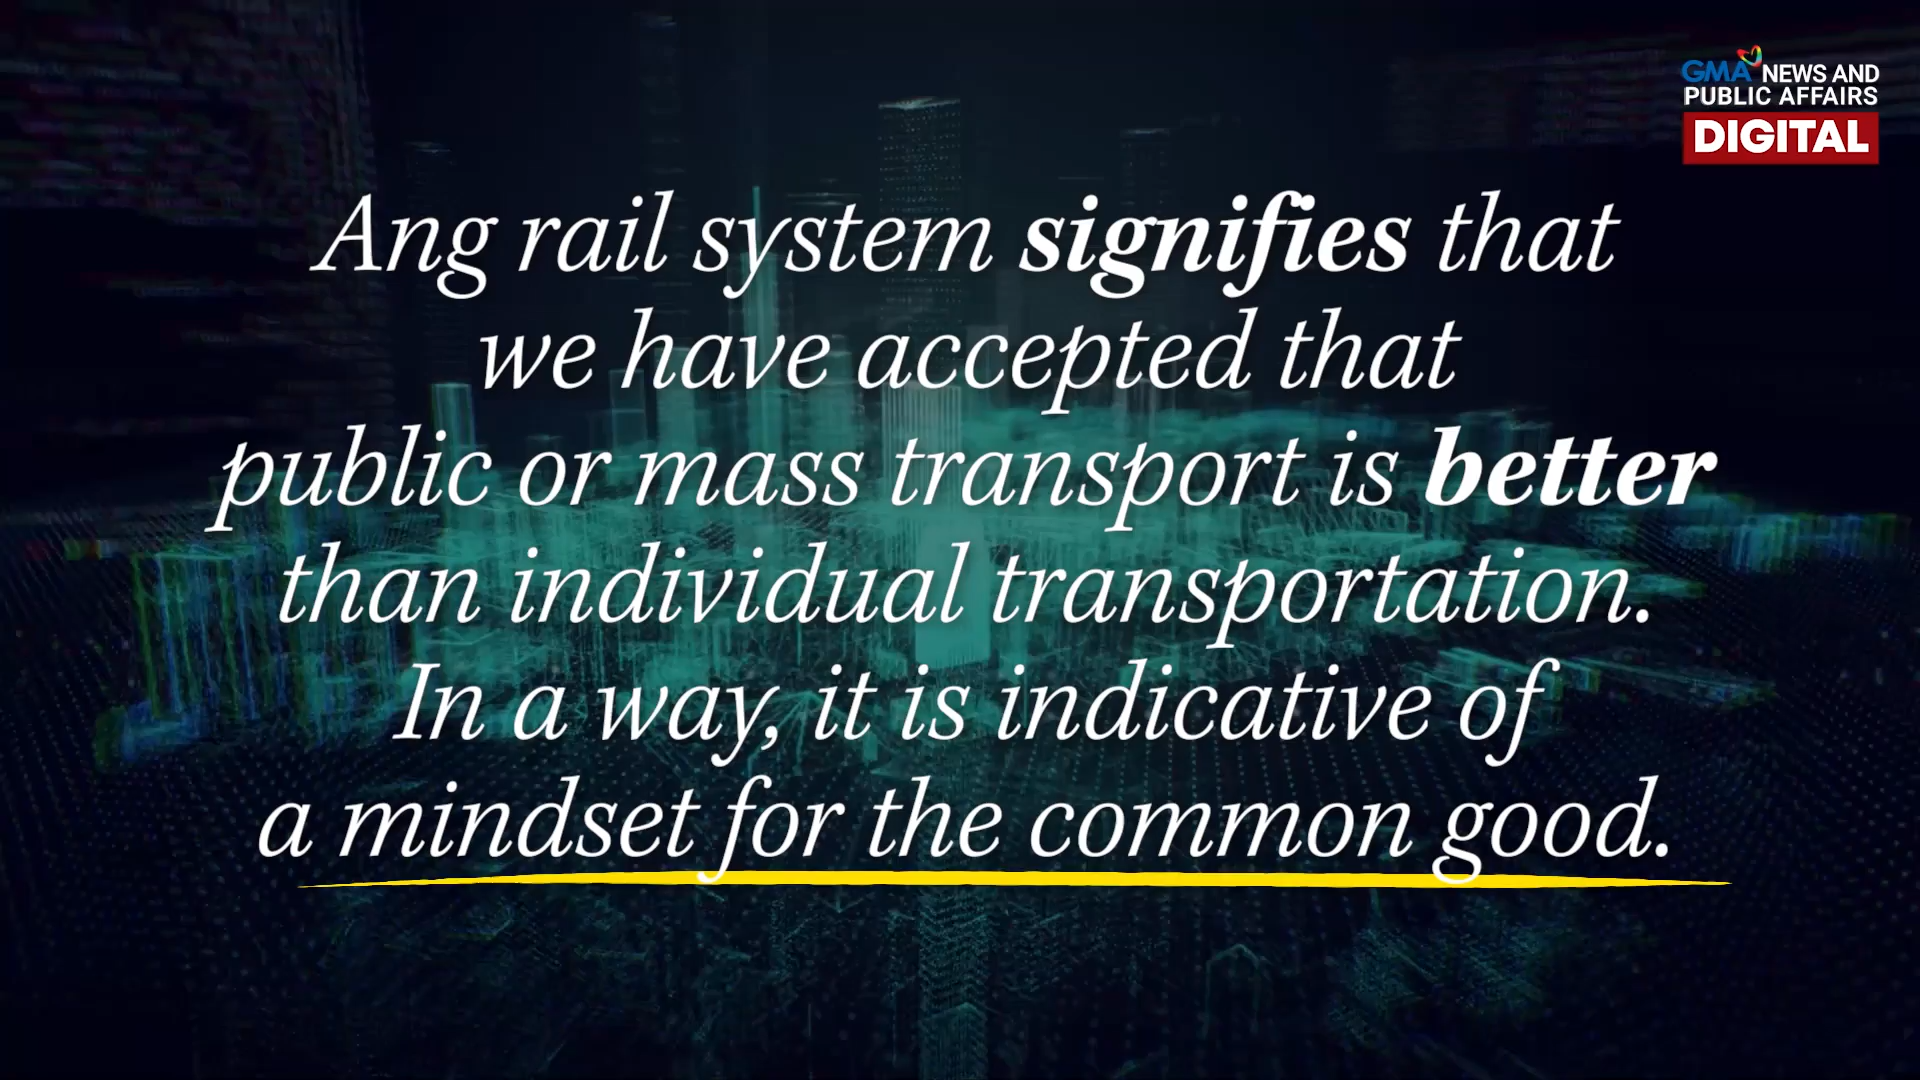 GMA NEWS AND
PUBLIC AFFAIRS
DIGITAL
Ang rail system signifies that
we have accepted that
public or mass transport is better
than individual transportation.
In a way, it is indicative of
a mindset for the common good.